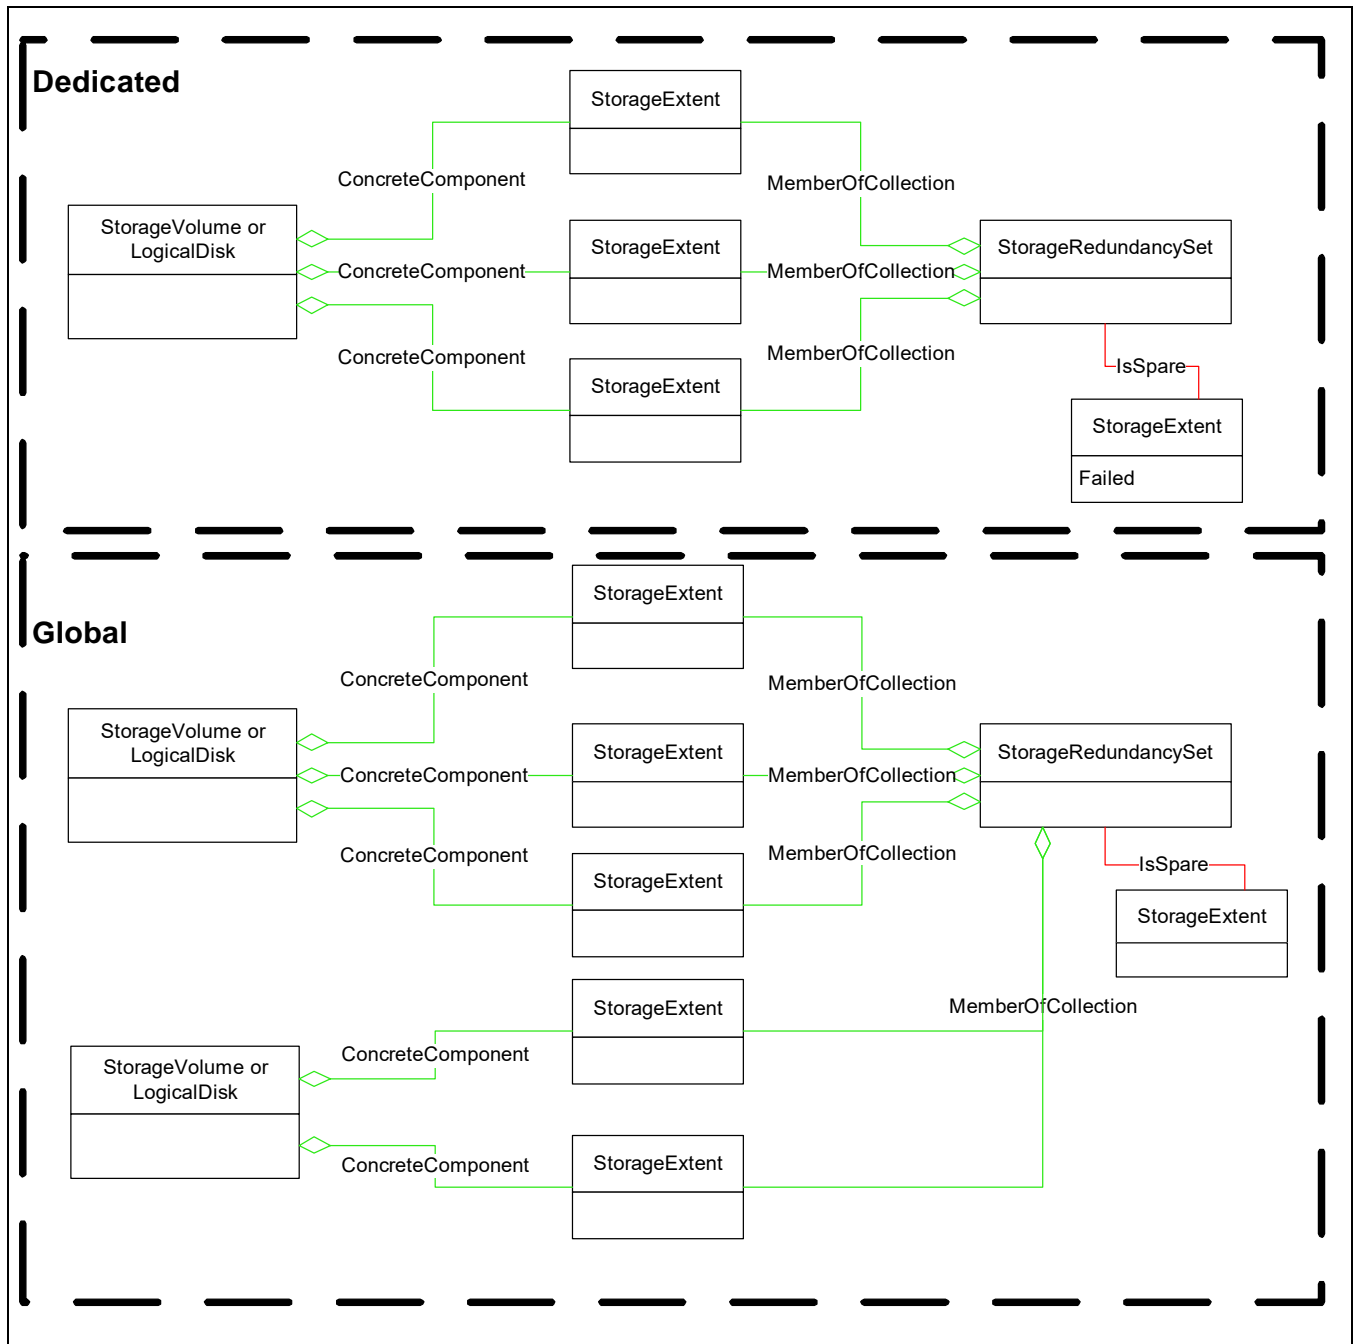 Dedicated
StorageExtent
ConcreteComponent
MemberOfCollection
StorageVolume or
LogicalDisk
StorageExtent
StorageRedundancySet
ConcreteComponent
MemberOfCollection
ConcreteComponent
MemberOfCollection
IsSpare
StorageExtent
StorageExtent
Failed
Global
StorageExtent
ConcreteComponent
MemberOfCollection
StorageVolume or
LogicalDisk
StorageExtent
StorageRedundancySet
ConcreteComponent
MemberOfCollection
ConcreteComponent
MemberOfCollection
IsSpare
StorageExtent
StorageExtent
StorageExtent
MemberOfCollection
ConcreteComponent
StorageVolume or
LogicalDisk
ConcreteComponent
StorageExtent